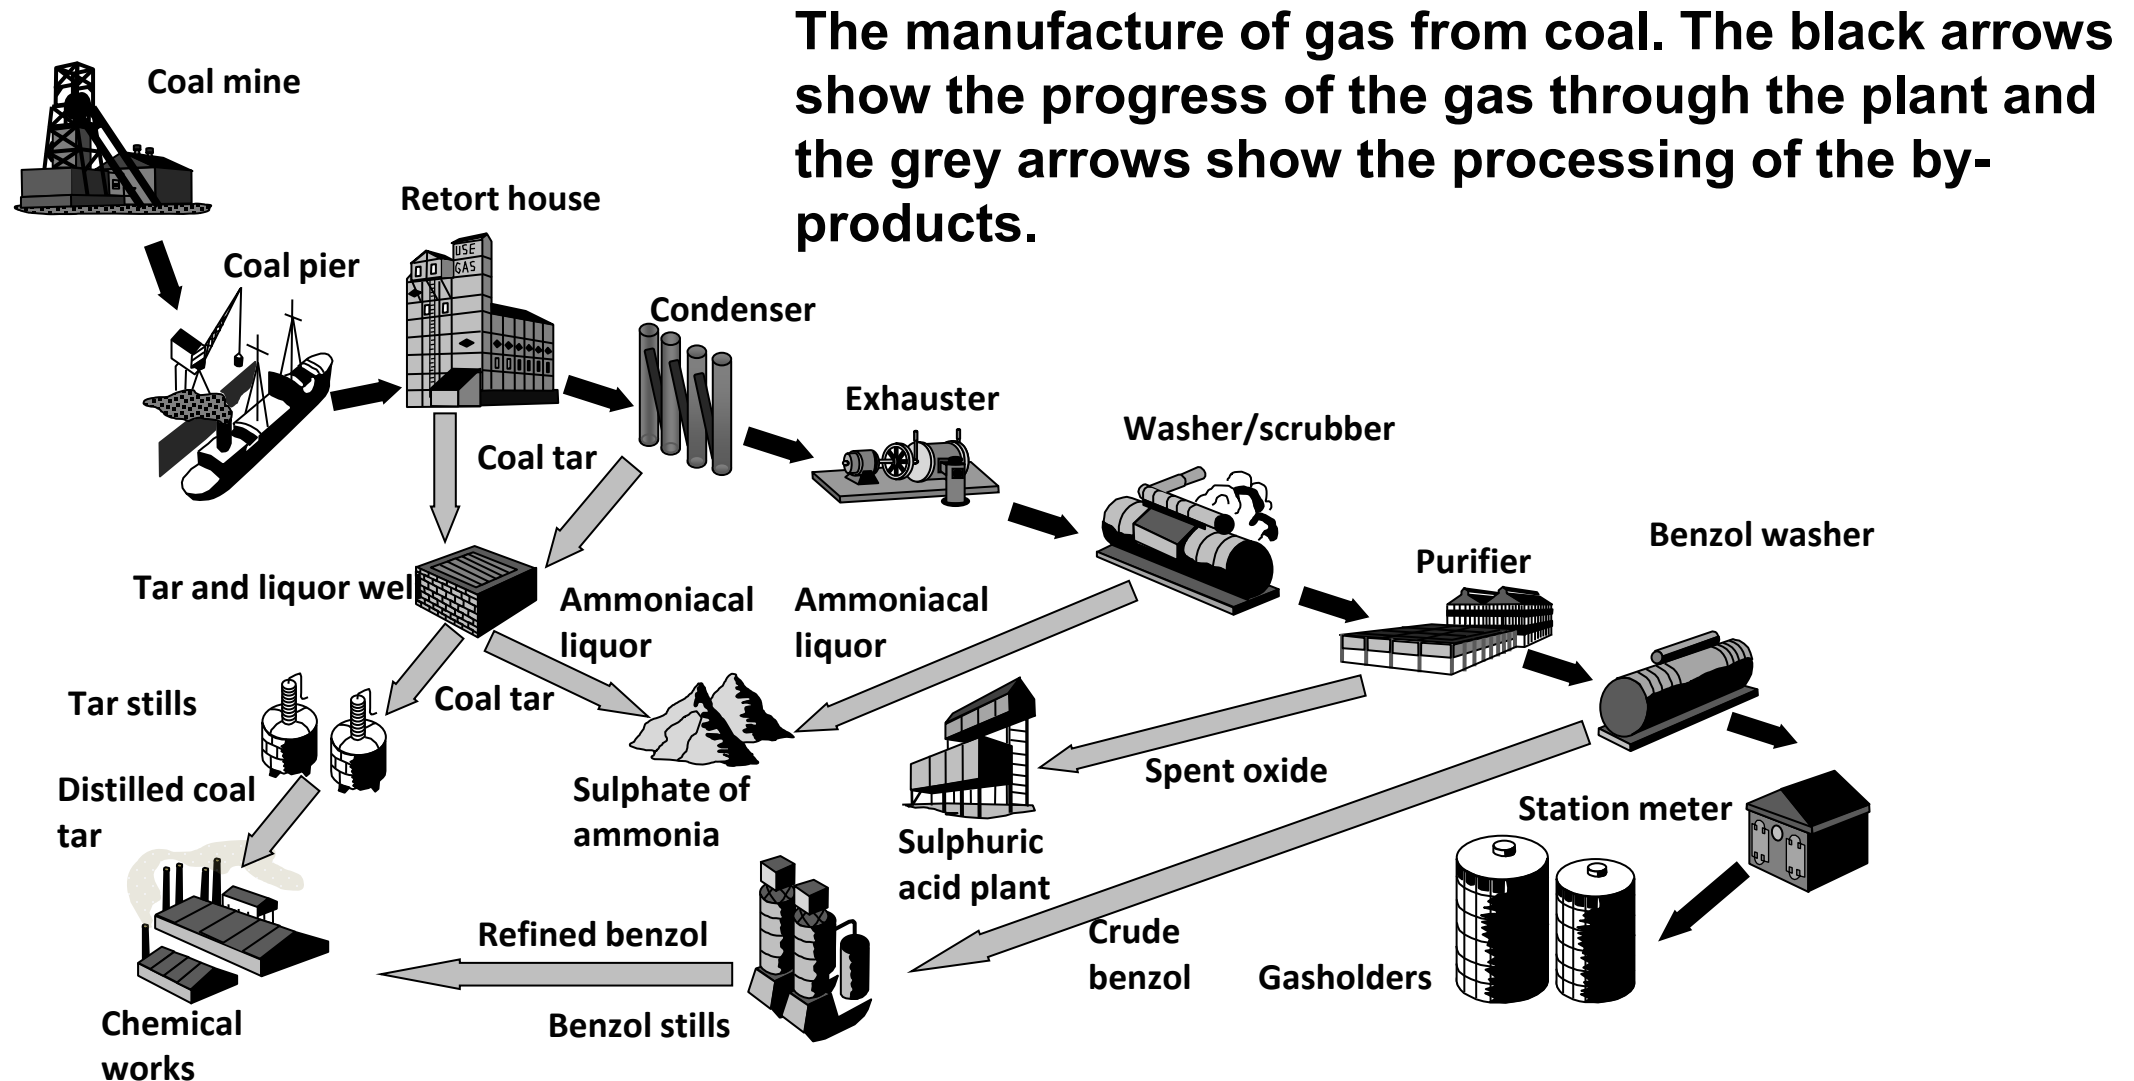 The manufacture of gas from coal. The black arrows
show the progress of the gas through the plant and
the grey arrows show the processing of the by-
products.
Coal mine
Retort house
USE
GAS
Coal pier
Condenser
Exhauster
Washer/scrubber
Coal tar
Benzol washer
Purifier
Tar and liquor wel
Ammoniacal
liquor
Ammoniacal
liquor
Tar stills
Coal tar
Spent oxide
Distilled coal
tar
Sulphate of
ammonia
Station meter
Sulphuric
acid plant
Refined benzol
Crude
benzol
Gasholders
Benzol stills
Chemical
works